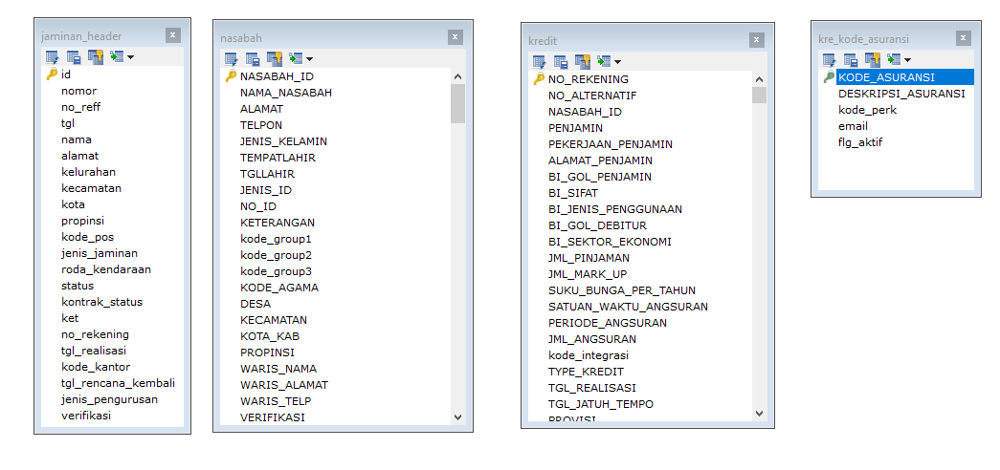 jaminan_header
id
nomor
no_reff
tgl
nama
alamat
kelurahan
kecamatan
kota
propinsi
kode_pos
jenis_jaminan
roda_kendaraan
status
kontrak_status
ket
no_rekening
tgl_realisasi
kode_kantor
tgl_rencana_kembali
jenis_pengurusan
verifikasi
nasabah
NASABAH_ID
NAMA_NASABAH
ALAMAT
TELPON
JENIS_KELAMIN
TEMPATLAHIR
TGLLAHIR
JENIS_ID
NO_ID
KETERANGAN
kode_group1
kode_group2
kode_group3
KODE_AGAMA
DESA
KECAMATAN
KOTA_KAB
PROPINSI
WARIS_NAMA
WARIS_ALAMAT
WARIS_TELP
VERIFIKASI
kredit
NO_REKENING
NO_ALTERNATIF
NASABAH_ID
PENJAMIN
PEKERJAAN_PENJAMIN
ALAMAT_PENJAMIN
BI_GOL_PENJAMIN
BI_SIFAT
BI_JENIS_PENGGUNAAN
BI_GOL_DEBITUR
BI_SEKTOR_EKONOMI
JML_PINJAMAN
JML_MARK_UP
SUKU_BUNGA_PER_TAHUN
SATUAN_WAKTU_ANGSURAN
PERIODE_ANGSURAN
JML_ANGSURAN
kode_integrasi
TYPE_KREDIT
TGL_REALISASI
TGL_JATUH_TEMPO
PROVISI
kre_kode_asuransi
KODE_ASURANSI
DESKRIPSI_ASURANSI
kode_perk
email
flg_aktif